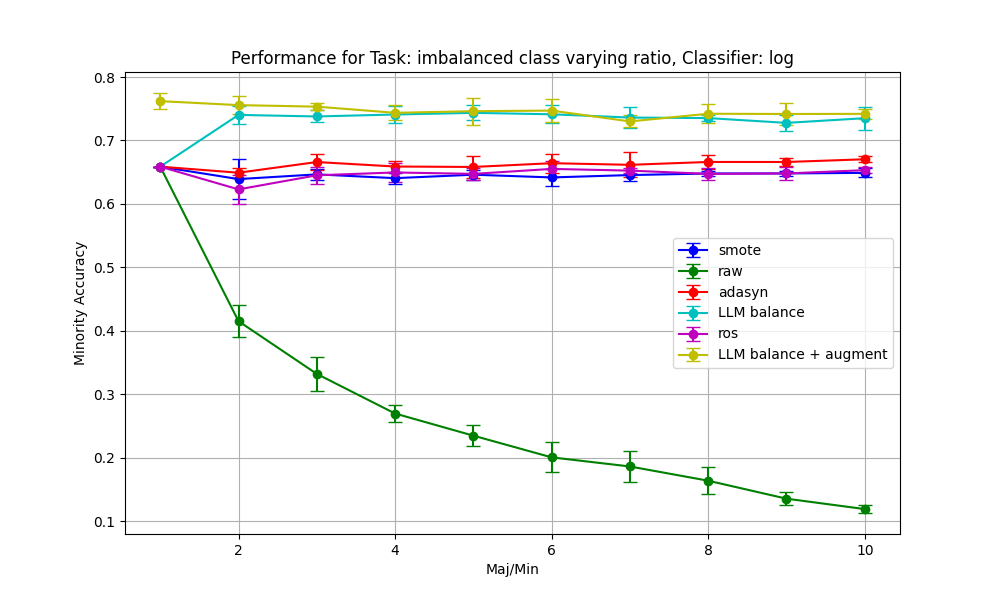 Performance for Task: imbalanced class varying ratio, Classifier: log
0.8
0.7
0.6
0.5
0.4
0.3
0.2
0.1
Minority Accuracy
smote
raw
adasyn
LLM balance
ros
LLM balance + augment
2 4 6 8 10
Maj/Min